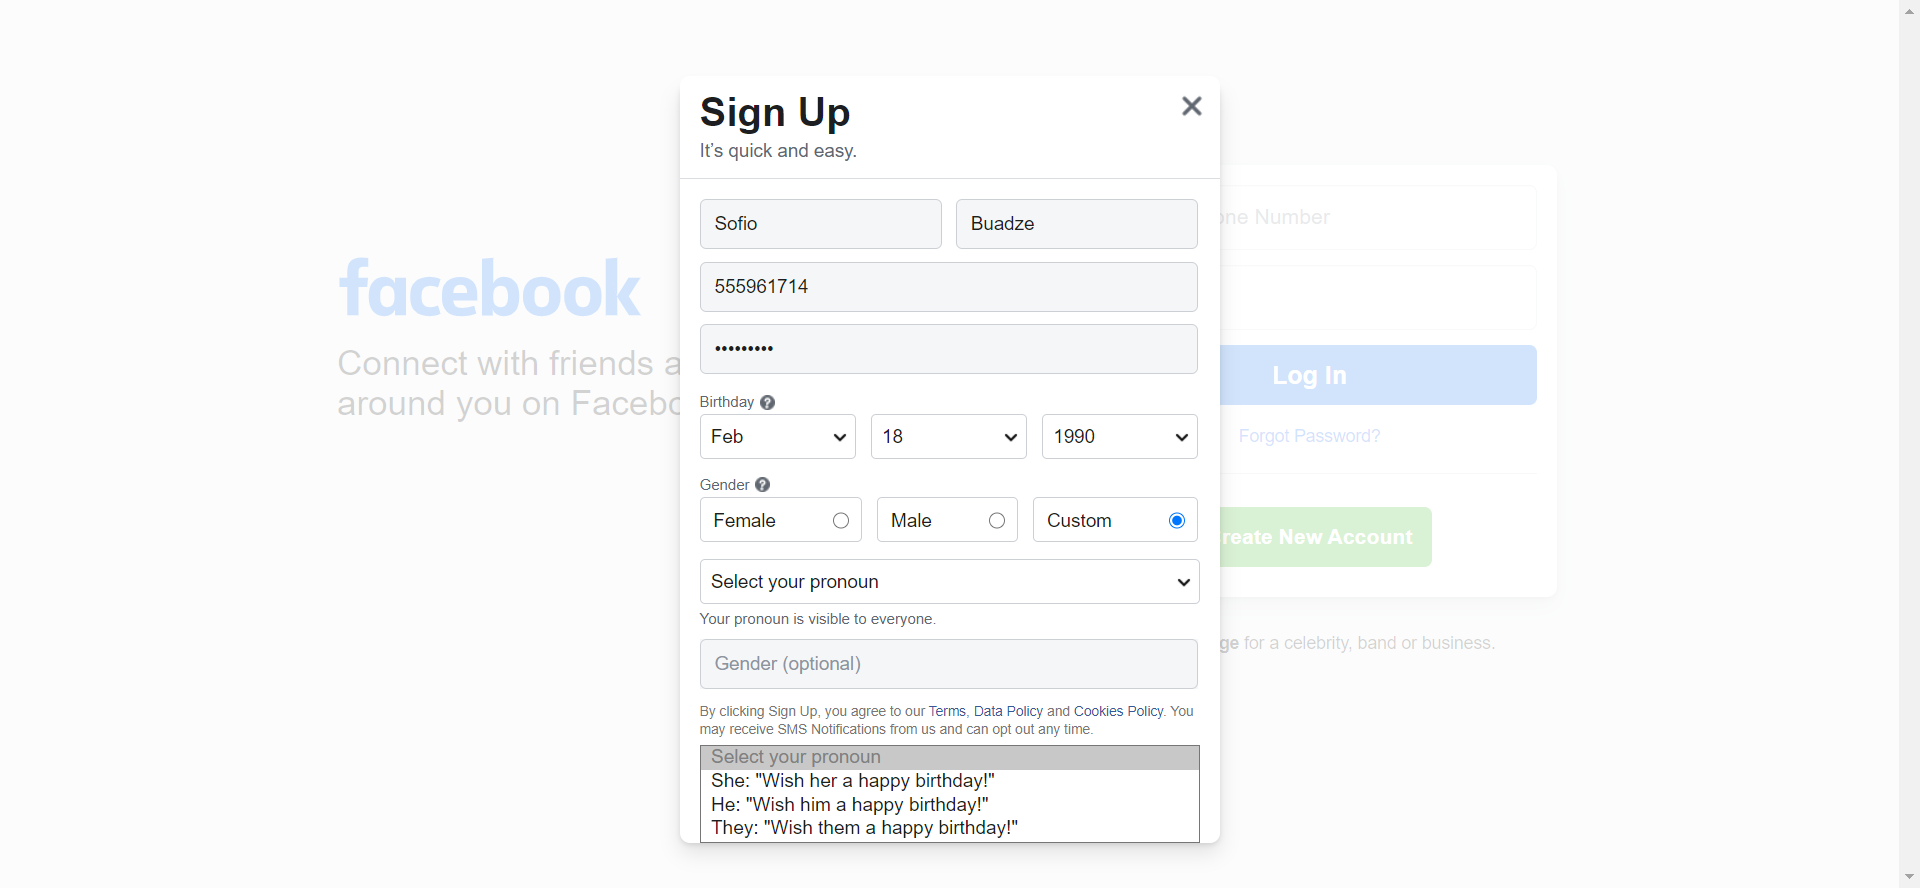 Sign Up
It's quick and easy.
facebook
Connect with friends a
around you on Facebo
Sofio
Buadze
555961714
•••••••••
Birthday ?
Feb
18
1990
Gender ?
Female
Male
Custom
Select your pronoun
Your pronoun is visible to everyone.
Gender (optional)
By clicking Sign Up, you agree to our Terms, Data Policy and Cookies Policy. You
may receive SMS Notifications from us and can opt out any time.
Select your pronoun
She: "Wish her a happy birthday!"
He: "Wish him a happy birthday!"
They: "Wish them a happy birthday!"
one Number
Log In
Forgot Password?
reate New Account
ge for a celebrity, band or business.